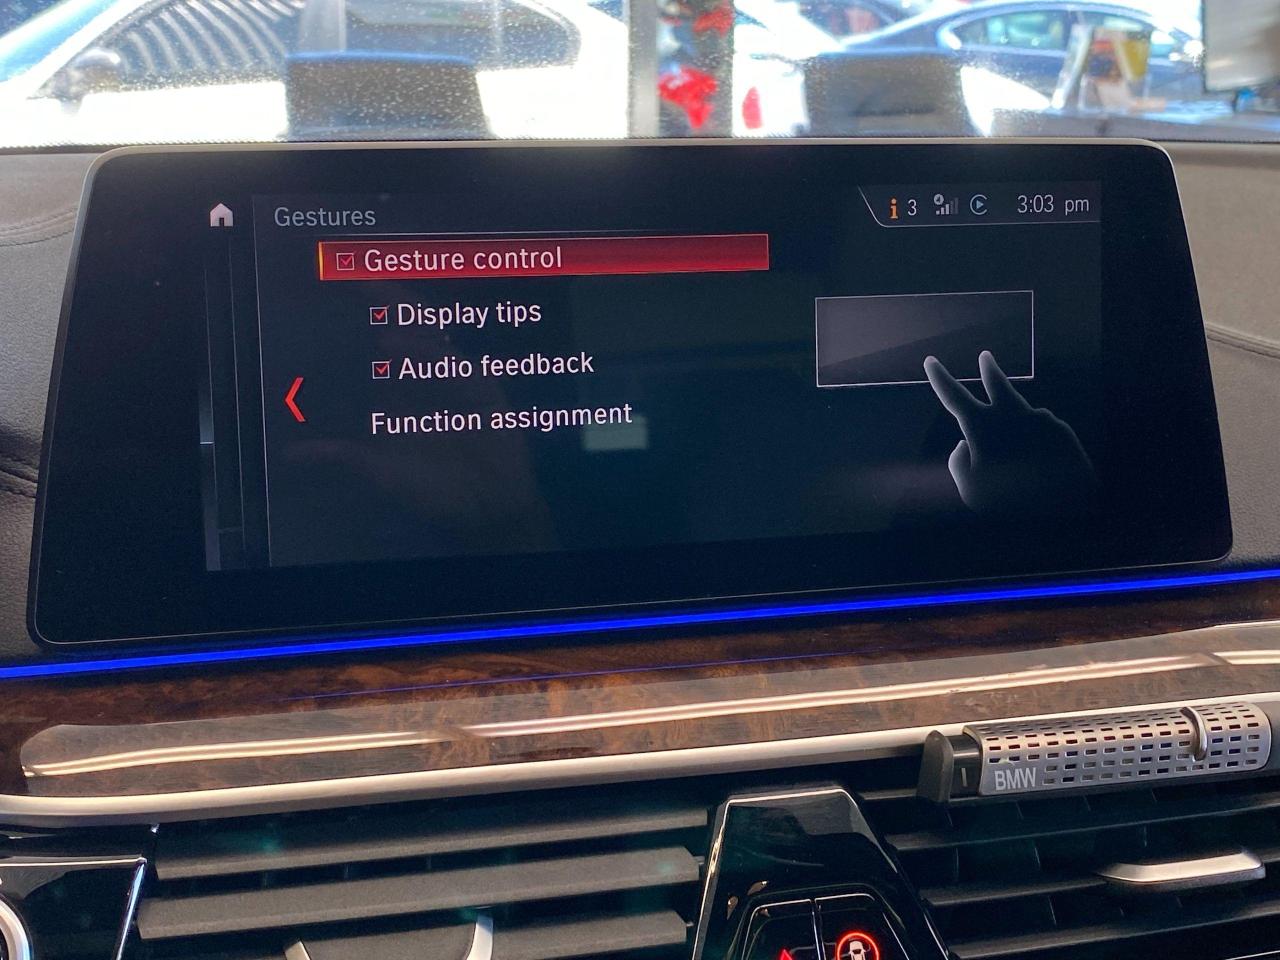 Gestures
3
3:03 pm
Gesture control
Display tips
Audio feedback
Function assignment
BMW